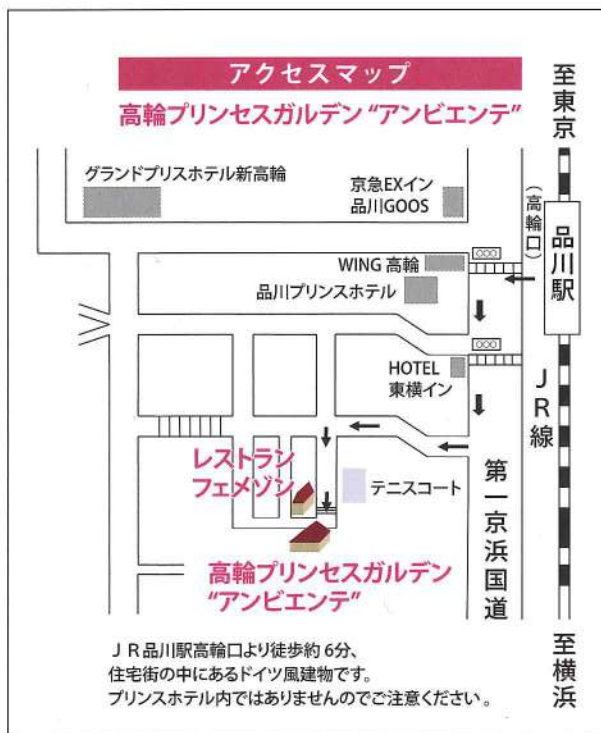 アクセスマップ
高輪プリンセスガルデン “アンビエンテ”
至東京
グランドプリスホテル新高輪
京急EXイン
品川GOOS
(高輪口)
品川駅
WING 高輪
品川プリンスホテル
HOTEL
東横イン
JR線
レストラン
フェメゾン
テニスコート
第一京浜国道
高輪プリンセスガルデン
“アンビエンテ”
至横浜
ＪＲ品川駅高輪口より徒歩約 6分、
住宅街の中にあるドイツ風建物です。
プリンスホテル内ではありませんのでご注意ください。